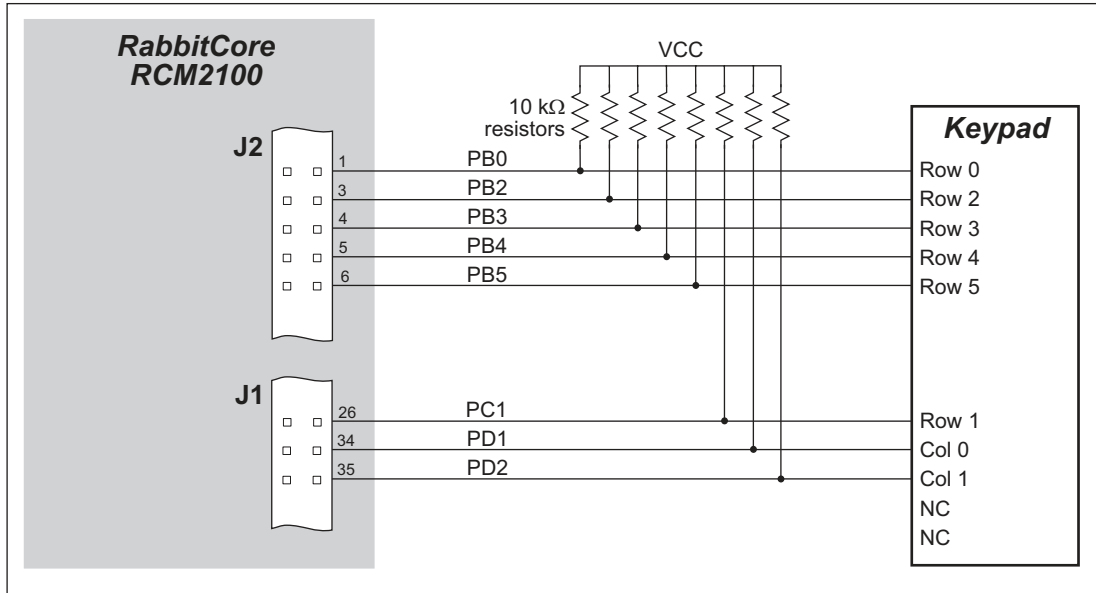 RabbitCore
RCM2100
VCC
10 kΩ
resistors
Keypad
J2
1 PB0 Row 0
3 PB2 Row 2
4 PB3 Row 3
5 PB4 Row 4
6 PB5 Row 5
J1
26 PC1 Row 1
34 PD1 Col 0
35 PD2 Col 1
NC
NC